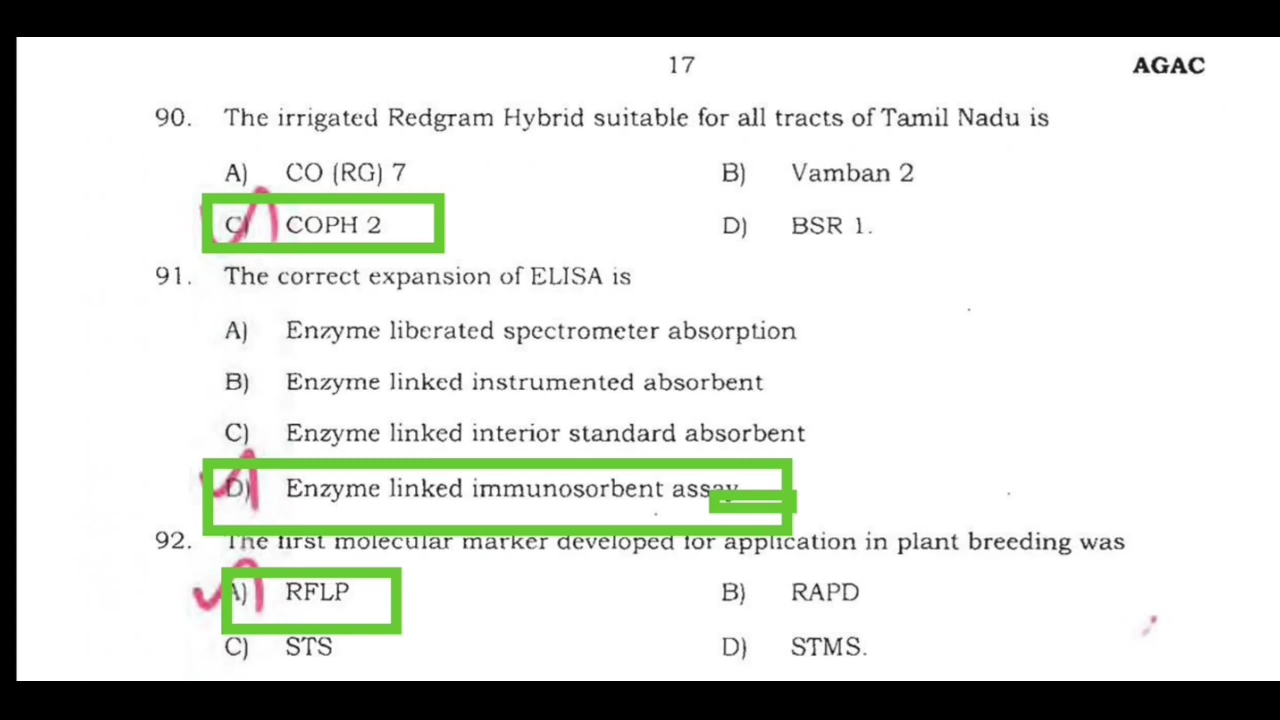 17 AGAC
90. The irrigated Redgram Hybrid suitable for all tracts of Tamil Nadu is
A) CO (RG) 7 B) Vamban 2
C) COPH 2 D) BSR 1.
91. The correct expansion of ELISA is
A) Enzyme liberated spectrometer absorption
B) Enzyme linked instrumented absorbent
C) Enzyme linked interior standard absorbent
D) Enzyme linked immunosorbent assay
92. The first molecular marker developed for application in plant breeding was
A) RFLP B) RAPD
C) STS D) STMS.